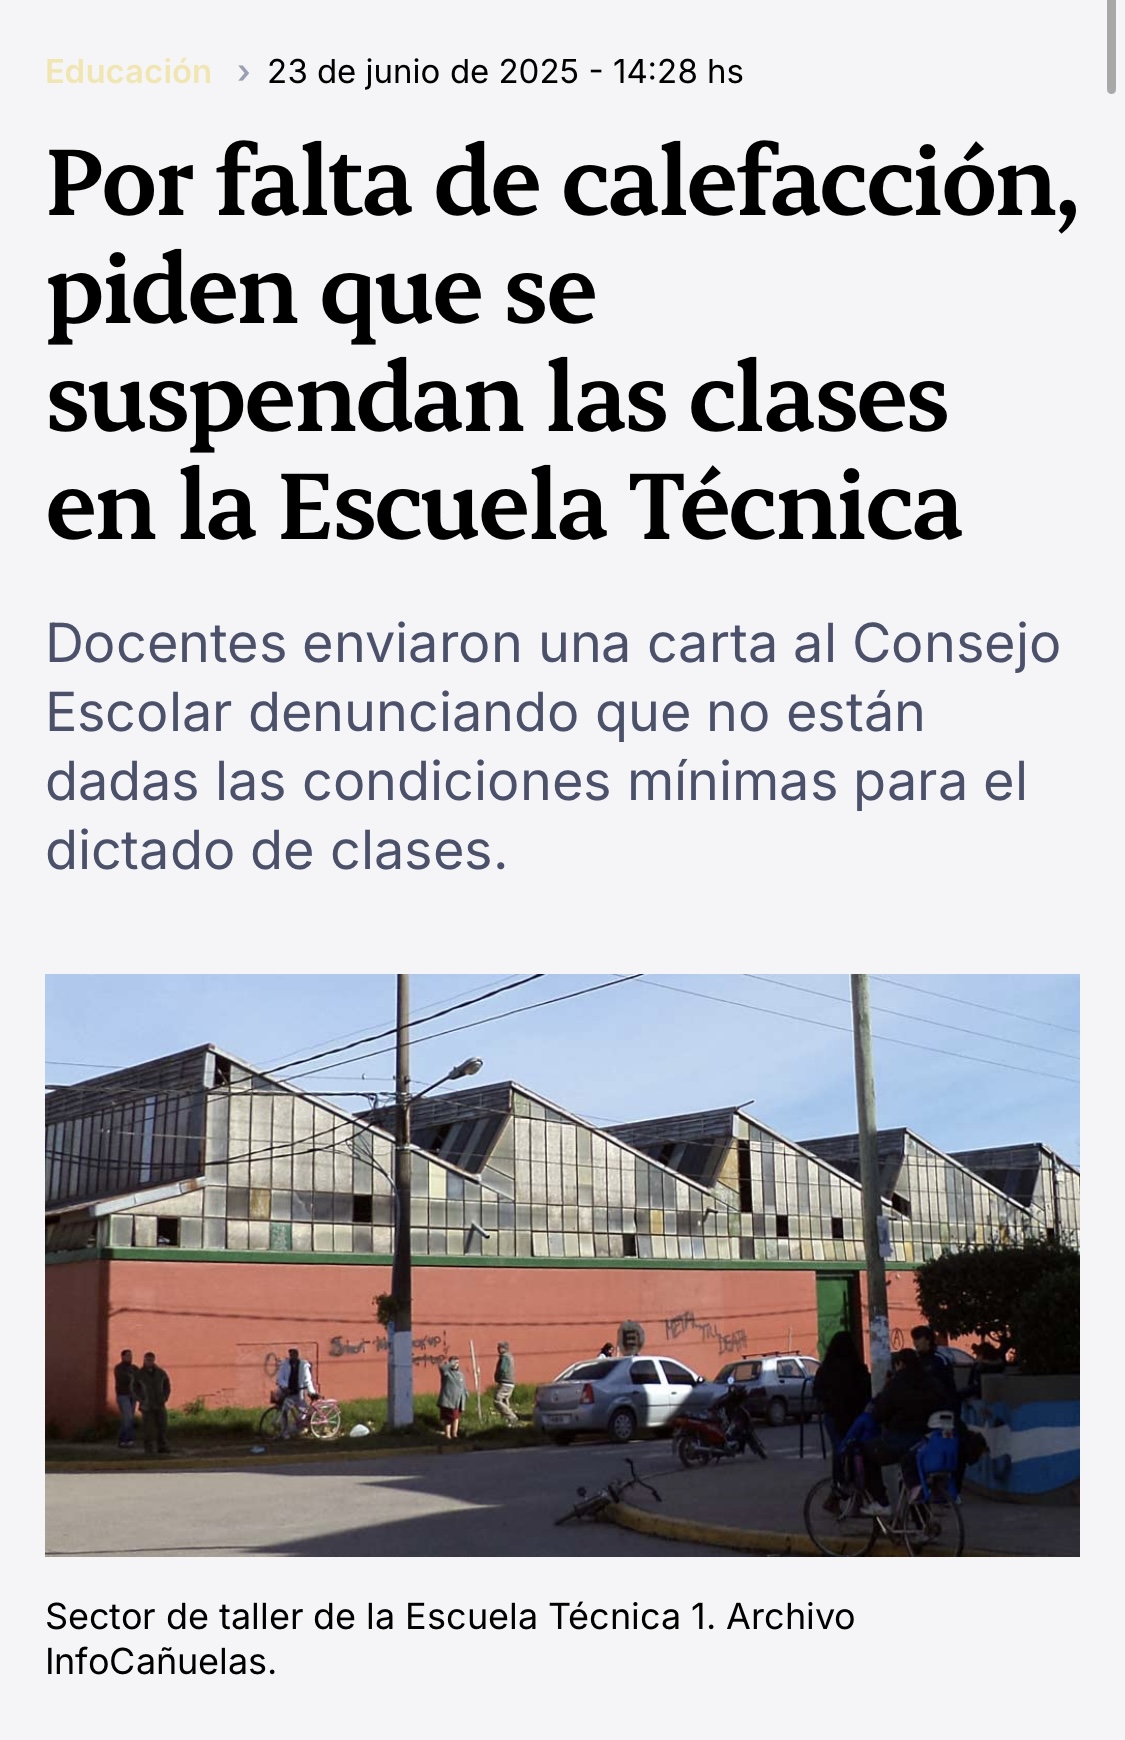 Educación › 23 de junio de 2025 - 14:28 hs
Por falta de calefacción,
piden que se
suspendan las clases
en la Escuela Técnica
Docentes enviaron una carta al Consejo
Escolar denunciando que no están
dadas las condiciones mínimas para el
dictado de clases.
E
Sector de taller de la Escuela Técnica 1. Archivo
InfoCañuelas.